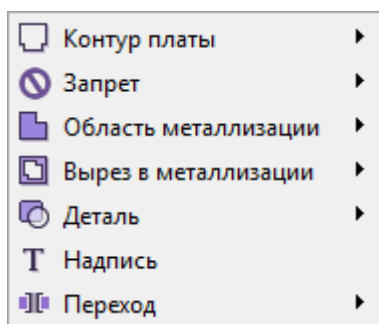 Контур платы
Запрет
Область металлизации
Вырез в металлизации
Деталь
Надпись
Переход